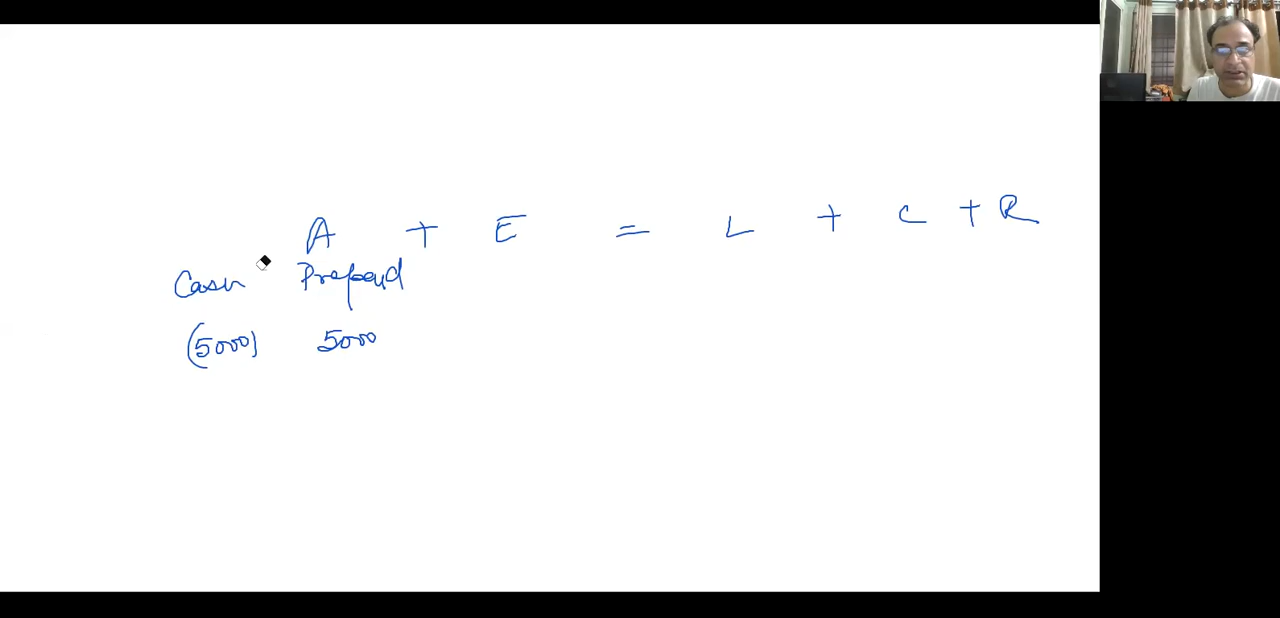 A + E = L + C + R
Cash Prepaid
(5000) 5000